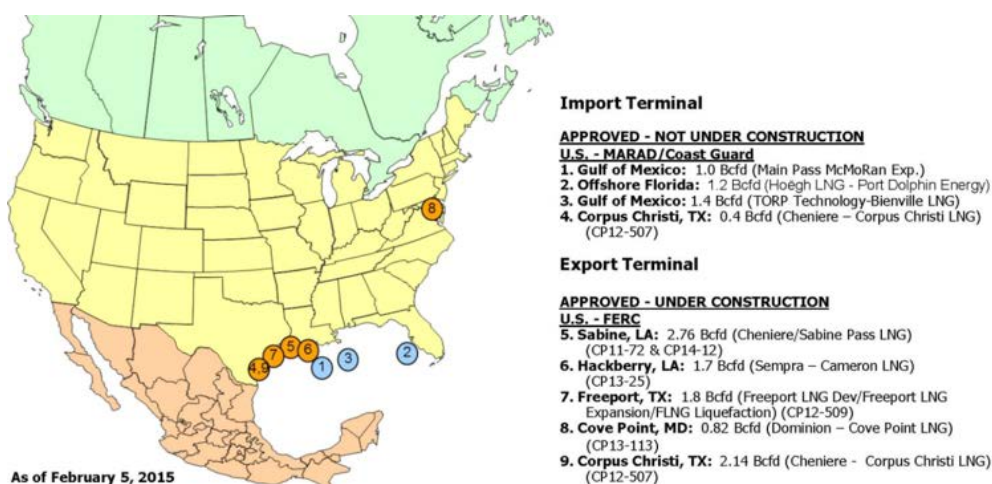 Import Terminal
APPROVED - NOT UNDER CONSTRUCTION
U.S. - MARAD/Coast Guard
1. Gulf of Mexico: 1.0 Bcfd (Main Pass McMoRan Exp.)
2. Offshore Florida: 1.2 Bcfd (Hoëgh LNG - Port Dolphin Energy)
3. Gulf of Mexico: 1.4 Bcfd (TORP Technology-Bienville LNG)
4. Corpus Christi, TX: 0.4 Bcfd (Cheniere – Corpus Christi LNG)
(CP12-507)
Export Terminal
APPROVED - UNDER CONSTRUCTION
U.S. - FERC
5. Sabine, LA: 2.76 Bcfd (Cheniere/Sabine Pass LNG)
(CP11-72 & CP14-12)
6. Hackberry, LA: 1.7 Bcfd (Sempra – Cameron LNG)
(CP13-25)
7. Freeport, TX: 1.8 Bcfd (Freeport LNG Dev/Freeport LNG
Expansion/FLNG Liquefaction) (CP12-509)
8. Cove Point, MD: 0.82 Bcfd (Dominion – Cove Point LNG)
(CP13-113)
9. Corpus Christi, TX: 2.14 Bcfd (Cheniere - Corpus Christi LNG)
(CP12-507)
8
4,9
7
5
6
1
3
2
As of February 5, 2015